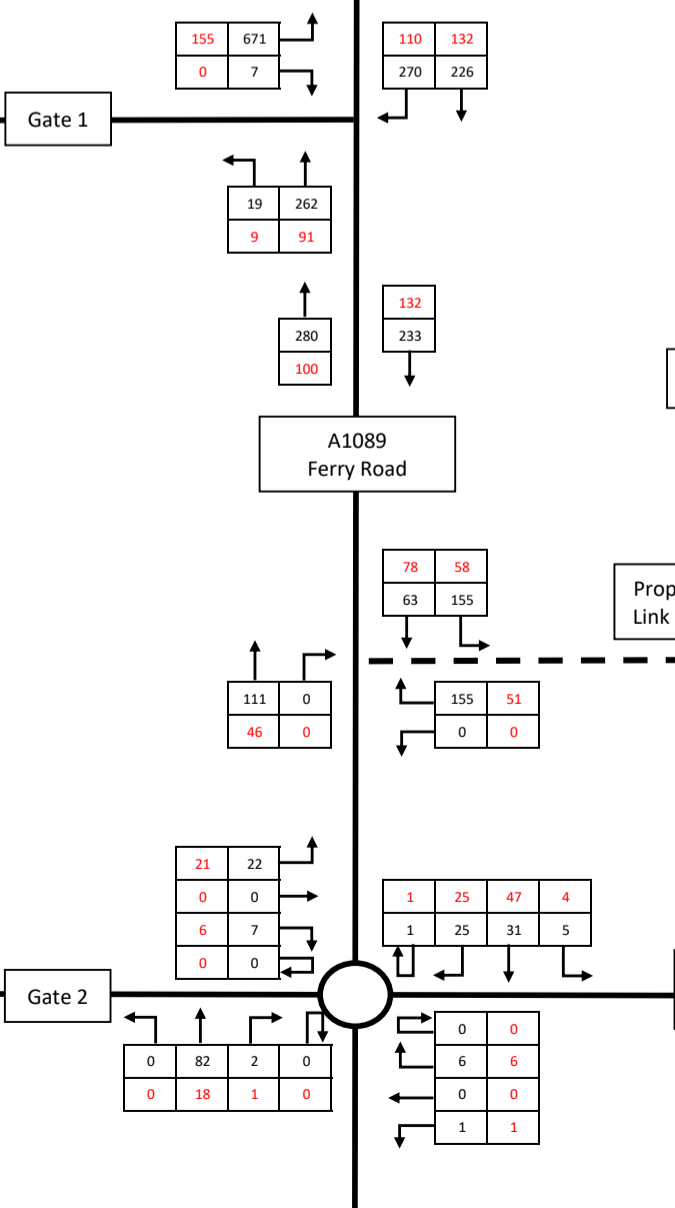 155 671
0 7
110 132
270 226
Gate 1
19 262
9 91
280
100
132
233
A1089
Ferry Road
78 58
63 155
Prop
Link
111 0
46 0
155 51
0 0
21 22
0 0
6 7
0 0
1 25 47 4
1 25 31 5
Gate 2
0 82 2 0
0 18 1 0
0 0
6 6
0 0
1 1